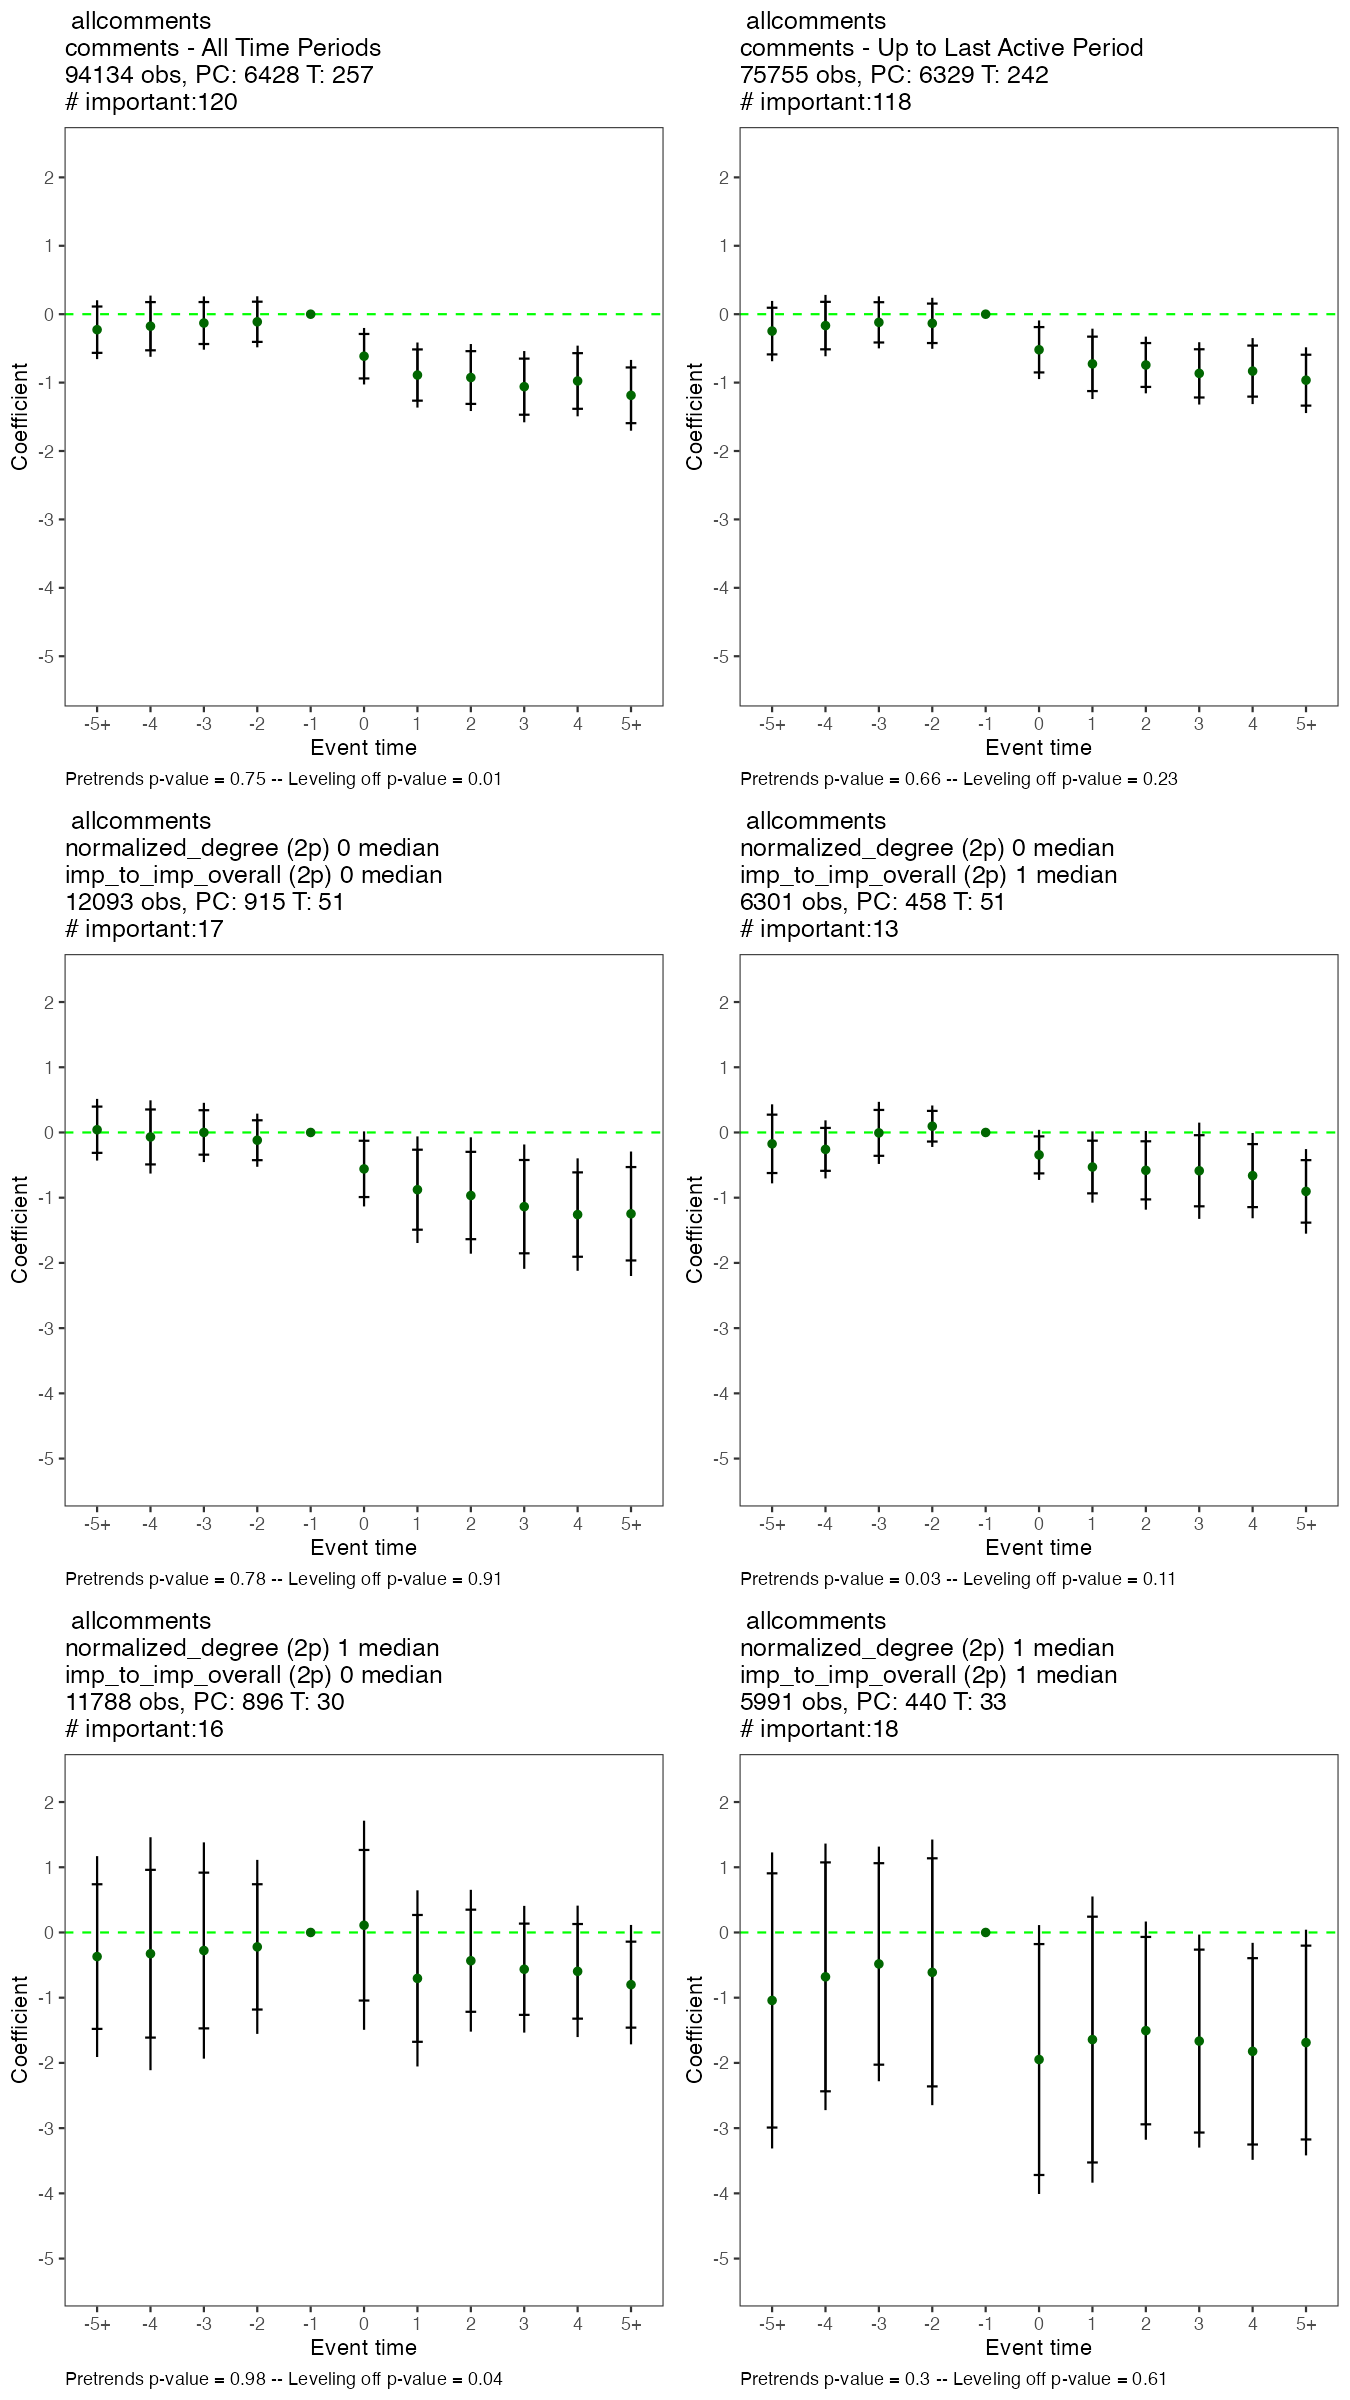 allcomments
comments - All Time Periods
94134 obs, PC: 6428 T: 257
# important:120
2
1
0
-1
-2
-3
-4
-5
Coefficient
-5+ -4 -3 -2 -1 0 1 2 3 4 5+
Event time
Pretrends p-value = 0.75 -- Leveling off p-value = 0.01
allcomments
comments - Up to Last Active Period
75755 obs, PC: 6329 T: 242
# important:118
2
1
0
-1
-2
-3
-4
-5
Coefficient
-5+ -4 -3 -2 -1 0 1 2 3 4 5+
Event time
Pretrends p-value = 0.66 -- Leveling off p-value = 0.23
allcomments
normalized_degree (2p) 0 median
imp_to_imp_overall (2p) 0 median
12093 obs, PC: 915 T: 51
# important:17
2
1
0
-1
-2
-3
-4
-5
Coefficient
-5+ -4 -3 -2 -1 0 1 2 3 4 5+
Event time
Pretrends p-value = 0.78 -- Leveling off p-value = 0.91
allcomments
normalized_degree (2p) 0 median
imp_to_imp_overall (2p) 1 median
6301 obs, PC: 458 T: 51
# important:13
2
1
0
-1
-2
-3
-4
-5
Coefficient
-5+ -4 -3 -2 -1 0 1 2 3 4 5+
Event time
Pretrends p-value = 0.03 -- Leveling off p-value = 0.11
allcomments
normalized_degree (2p) 1 median
imp_to_imp_overall (2p) 0 median
11788 obs, PC: 896 T: 30
# important:16
2
1
0
-1
-2
-3
-4
-5
Coefficient
-5+ -4 -3 -2 -1 0 1 2 3 4 5+
Event time
Pretrends p-value = 0.98 -- Leveling off p-value = 0.04
allcomments
normalized_degree (2p) 1 median
imp_to_imp_overall (2p) 1 median
5991 obs, PC: 440 T: 33
# important:18
2
1
0
-1
-2
-3
-4
-5
Coefficient
-5+ -4 -3 -2 -1 0 1 2 3 4 5+
Event time
Pretrends p-value = 0.3 -- Leveling off p-value = 0.61